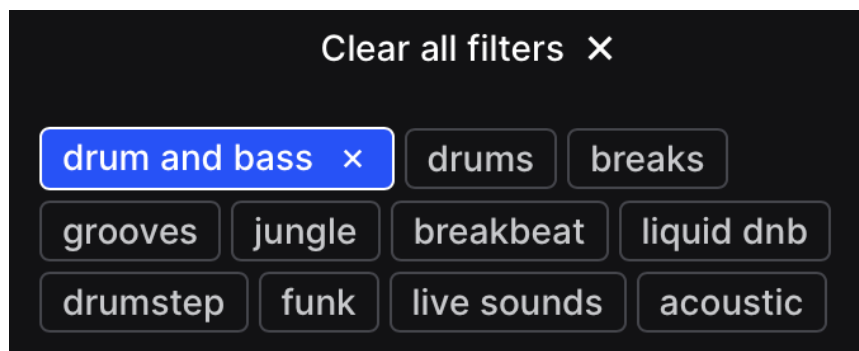 Clear all filters ✕
drum and bass ✕ drums breaks
grooves jungle breakbeat liquid dnb
drumstep funk live sounds acoustic